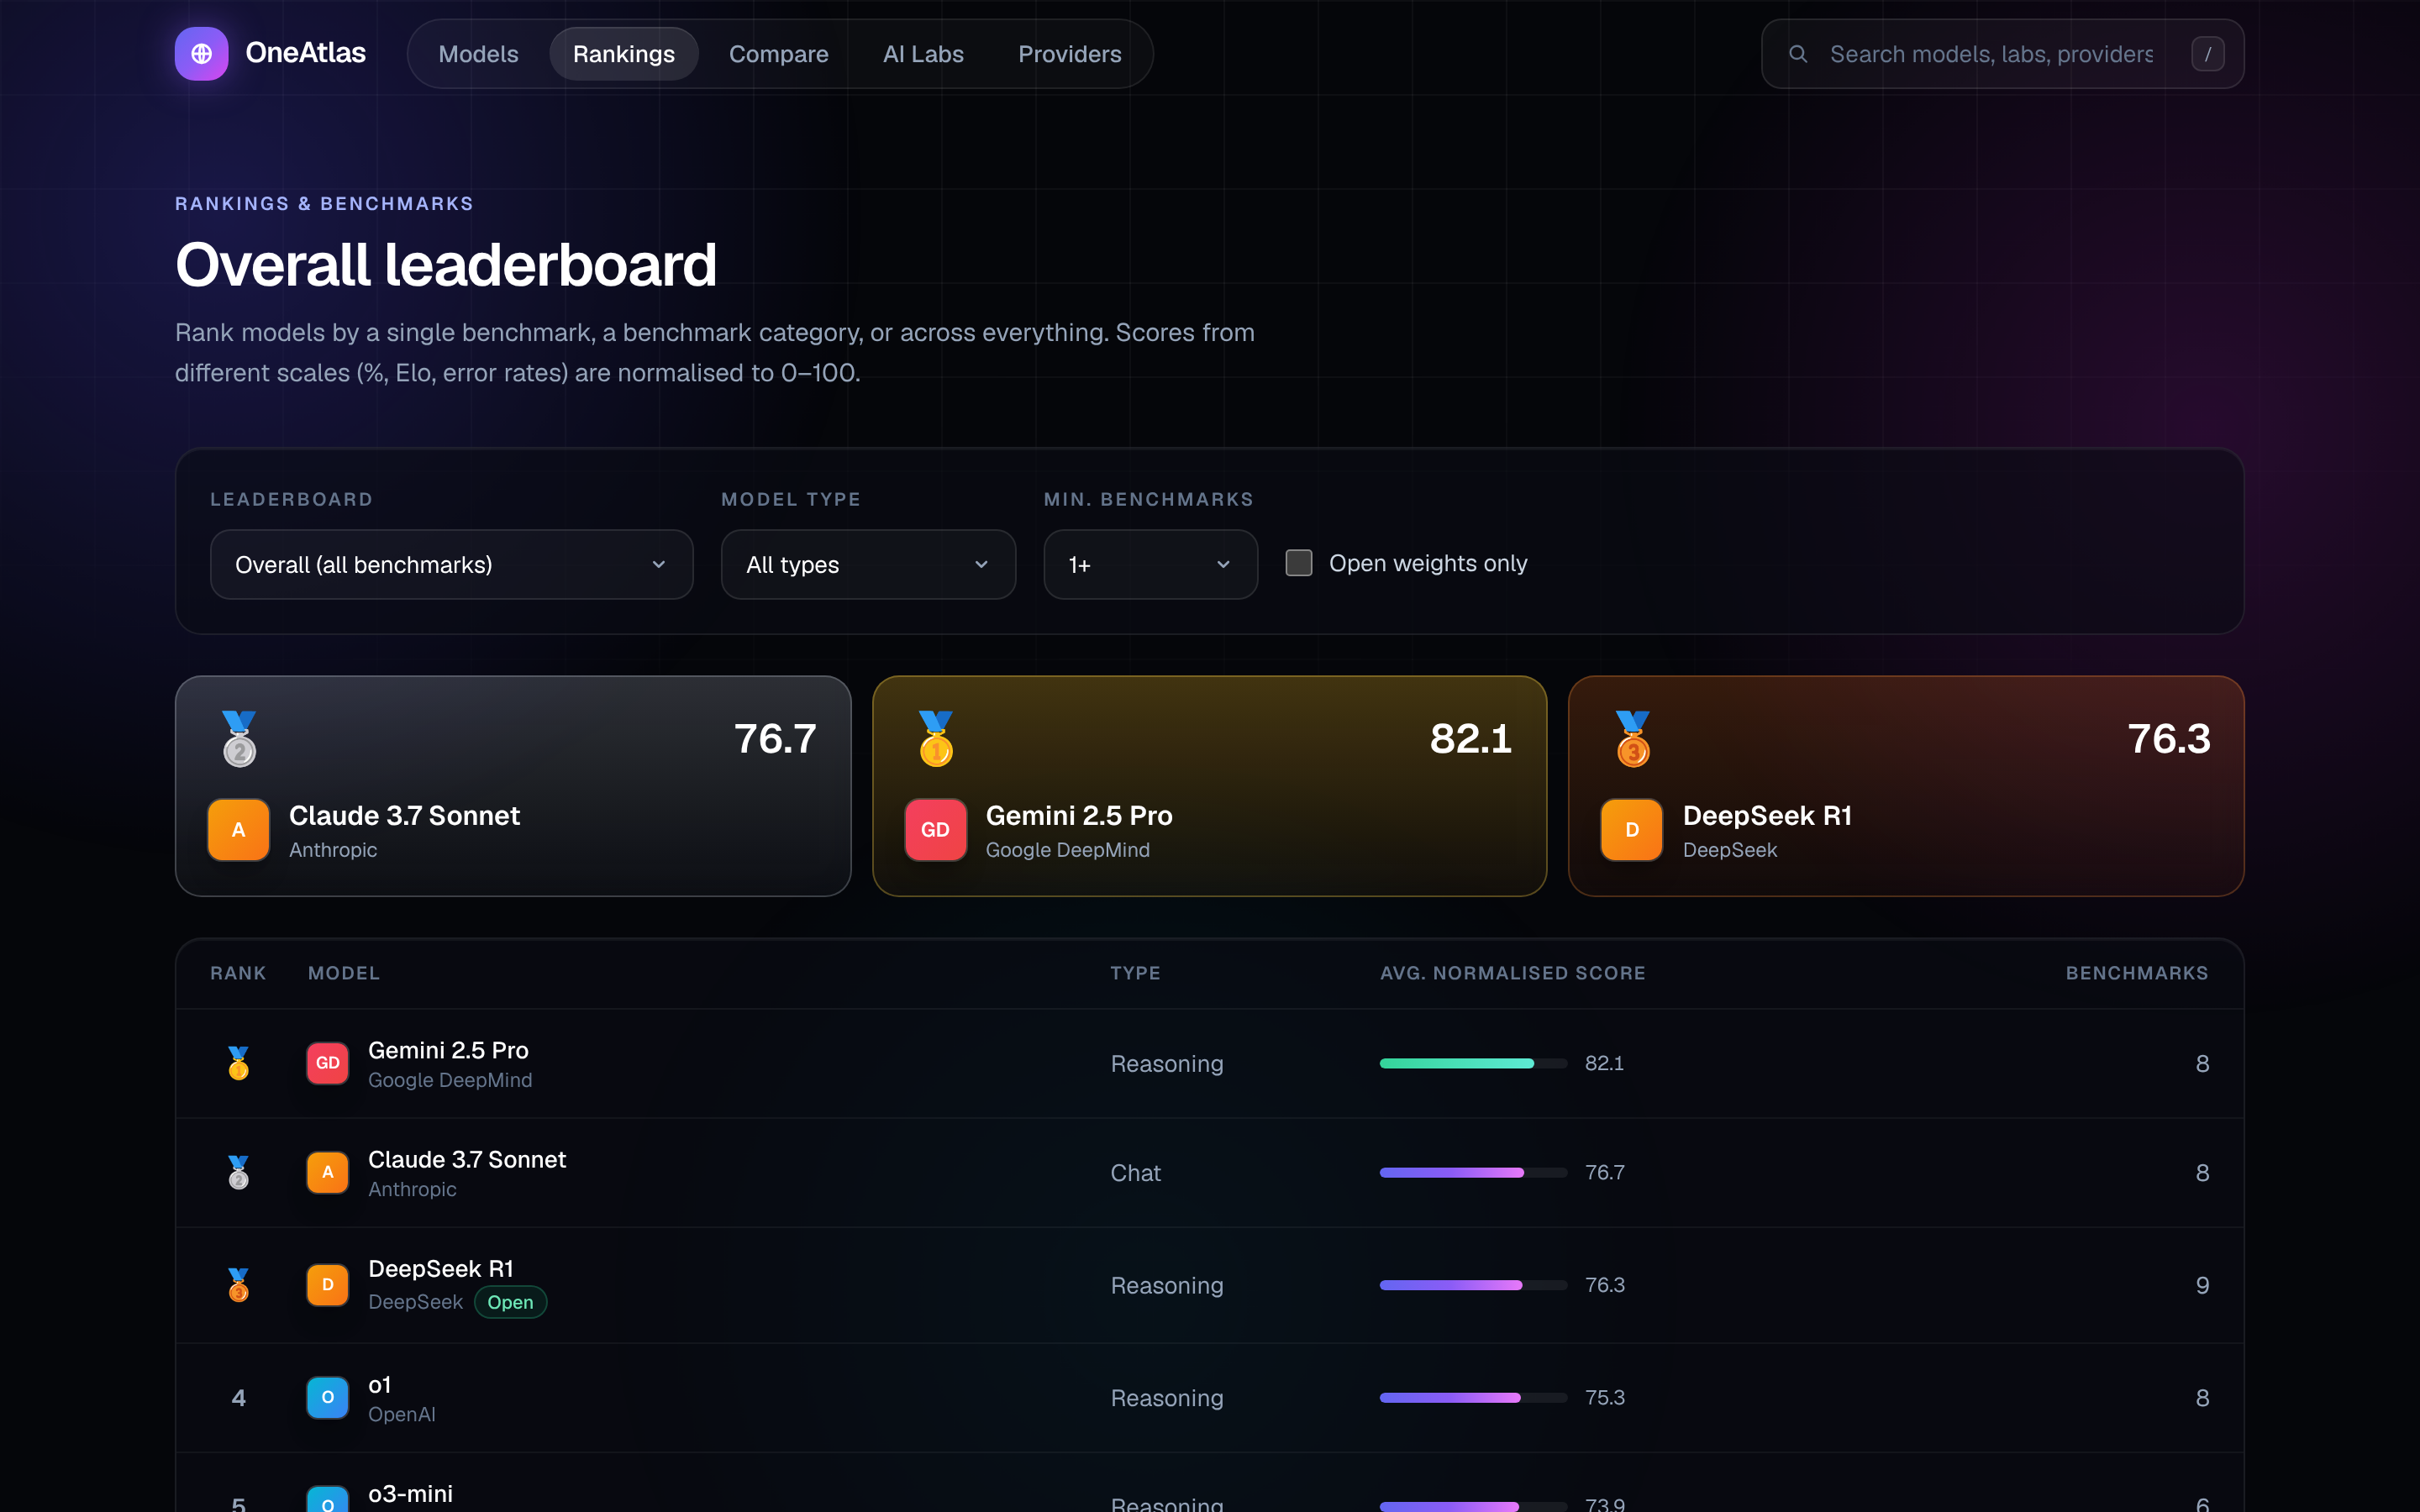 OneAtlas
Models
Rankings
Compare
AI Labs
Providers
Search models, labs, providers
/
RANKINGS & BENCHMARKS
Overall leaderboard
Rank models by a single benchmark, a benchmark category, or across everything. Scores from
different scales (%, Elo, error rates) are normalised to 0–100.
LEADERBOARD
MODEL TYPE
MIN. BENCHMARKS
Overall (all benchmarks)
All types
1+
Open weights only
2
76.7
A
Claude 3.7 Sonnet
Anthropic
1
82.1
GD
Gemini 2.5 Pro
Google DeepMind
3
76.3
D
DeepSeek R1
DeepSeek
RANK MODEL TYPE AVG. NORMALISED SCORE BENCHMARKS
1 GD Gemini 2.5 Pro Reasoning 82.1 8
Google DeepMind
2 A Claude 3.7 Sonnet Chat 76.7 8
Anthropic
3 D DeepSeek R1 Reasoning 76.3 9
DeepSeek Open
4 O o1 Reasoning 75.3 8
OpenAI
5 O o3-mini Reasoning 73.9 6